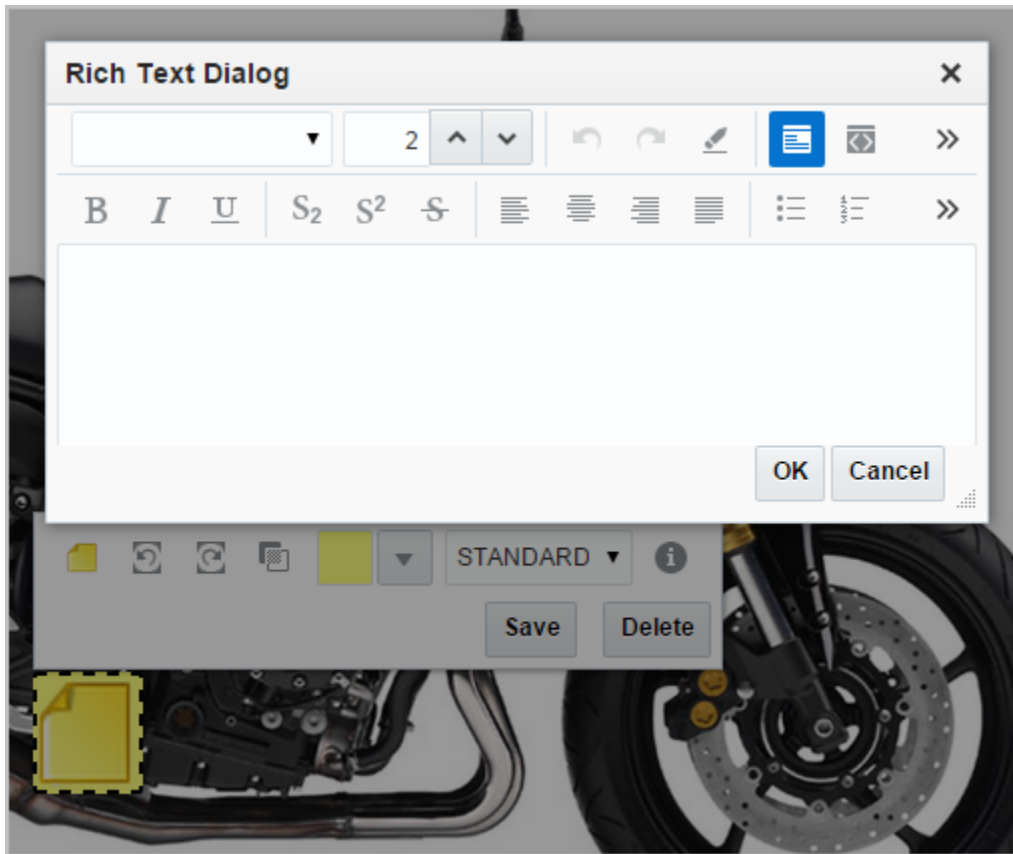 Rich Text Dialog
2
B I U S2 S² S
OK Cancel
STANDARD
Save Delete